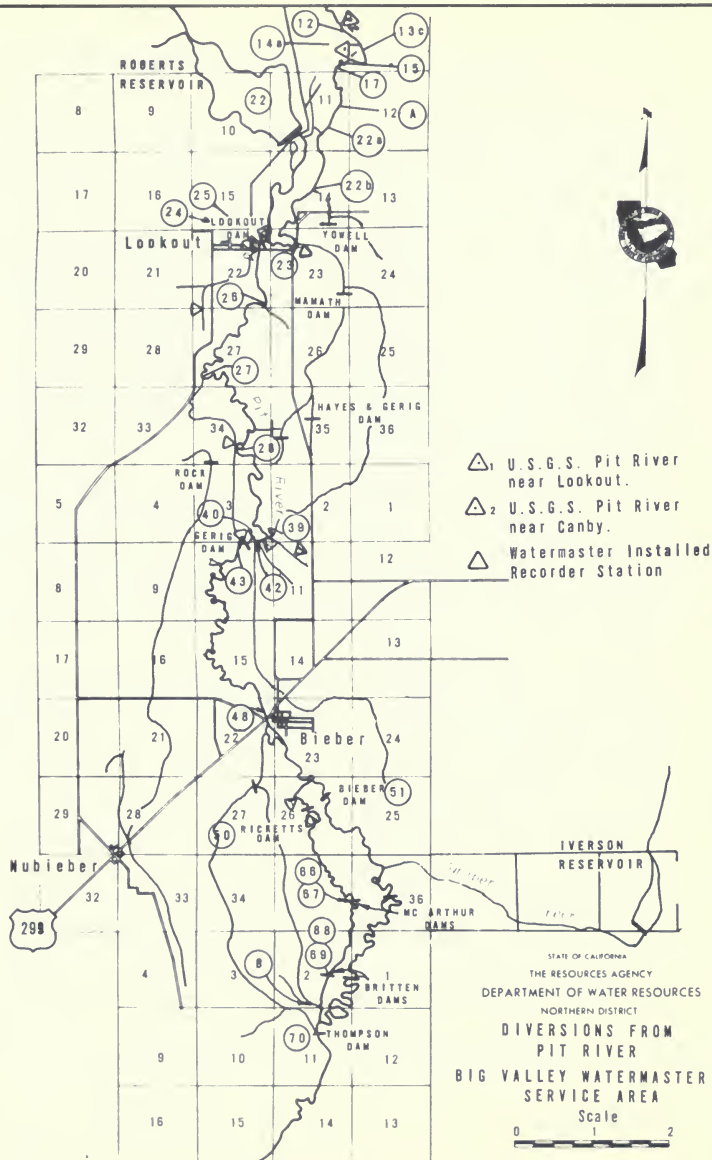 12
13c
14a
15
ROBERTS
RESERVOIR
17
8
9
10
22
11
12
A
22a
17
16
15
14
13
22b
25
24
LOOKOUT
DAM
YOWELL
DAM
Lookout
20
21
22
23
23
24
MAMATH
DAM
26
29
28
27
26
25
27
Pit
32
33
34
HAYES & GERIG
DAM
35
36
28
ROCK
DAM
River
5
4
3
2
1
40
39
GERIG
DAM
12
43
42
8
9
11
13
17
16
15
14
20
21
22
48
Bieber
24
23
BIEBER
DAM
51
29
28
27
26
25
50
RICKETTS
DAM
Nubieber
IVERSON
RESERVOIR
32
33
34
66
67
36
MC ARTHUR
DAMS
299
68
69
4
3
B
2
1
BRITTEN
DAMS
70
THOMPSON
DAM
9
10
11
12
16
15
14
13
1 U.S.G.S. Pit River
near Lookout.
2 U.S.G.S. Pit River
near Canby.
Watermaster Installed
Recorder Station
STATE OF CALIFORNIA
THE RESOURCES AGENCY
DEPARTMENT OF WATER RESOURCES
NORTHERN DISTRICT
DIVERSIONS FROM
PIT RIVER
BIG VALLEY WATERMASTER
SERVICE AREA
Scale
0 1 2